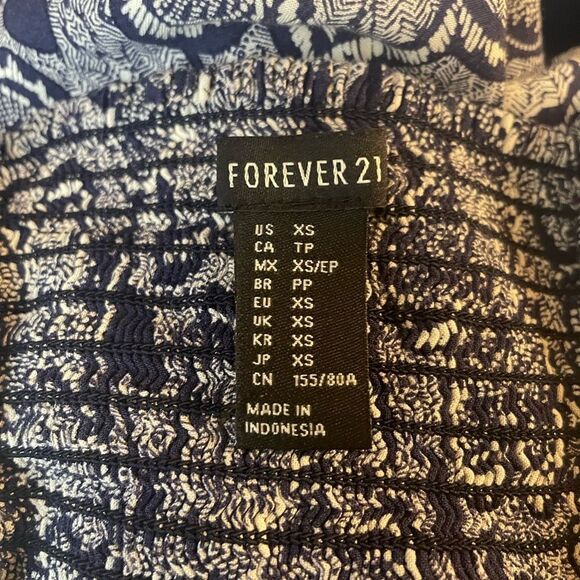 FOREVER 21
US XS
CA TP
MX XS/EP
BR PP
EU XS
UK XS
KR XS
JP XS
CN 155/80A
MADE IN
INDONESIA